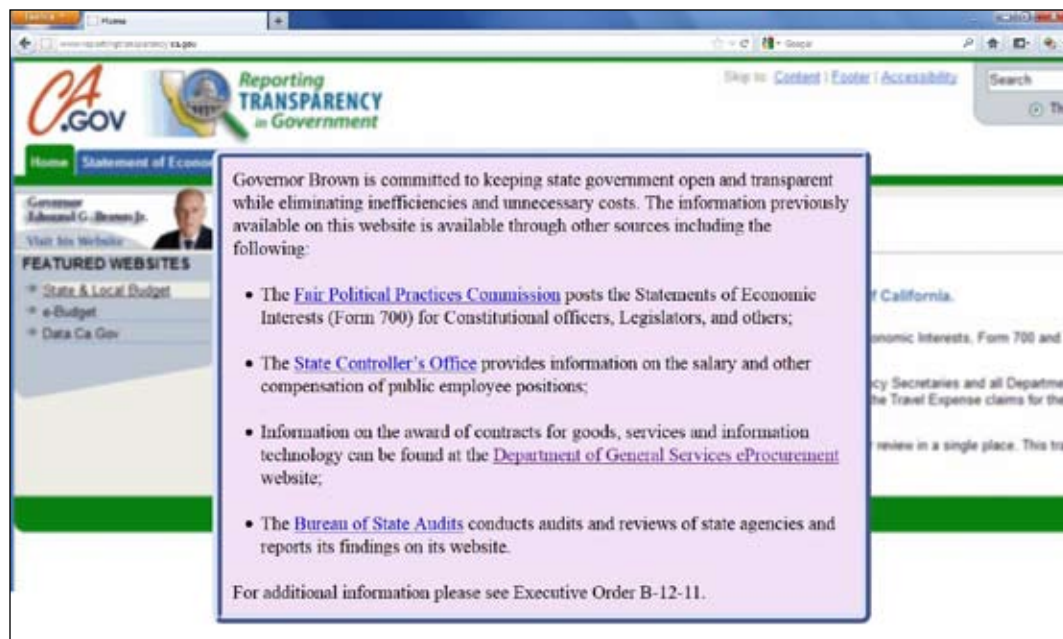 Home
www.reportingtransparency.ca.gov
Google
CA
.GOV
Reporting
TRANSPARENCY
in Government
Skip to: Content | Footer | Accessibility
Search
Th
Home
Statement of Econo
Governor
Edmund G. Brown Jr.
Visit his Website
FEATURED WEBSITES
State & Local Budget
e-Budget
Data Ca Gov
Governor Brown is committed to keeping state government open and transparent
while eliminating inefficiencies and unnecessary costs. The information previously
available on this website is available through other sources including the
following:
• The Fair Political Practices Commission posts the Statements of Economic
Interests (Form 700) for Constitutional officers, Legislators, and others;
• The State Controller's Office provides information on the salary and other
compensation of public employee positions;
• Information on the award of contracts for goods, services and information
technology can be found at the Department of General Services eProcurement
website;
• The Bureau of State Audits conducts audits and reviews of state agencies and
reports its findings on its website.
For additional information please see Executive Order B-12-11.
f California.
onomic Interests, Form 700 and
cy Secretaries and all Departme
he Travel Expense claims for the
r review in a single place. This tra